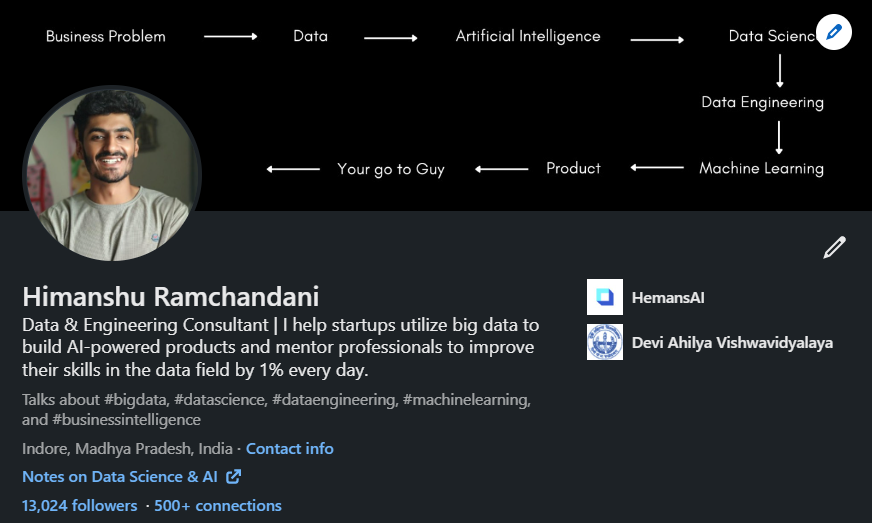 Business Problem Data Artificial Intelligence Data Scienc
Data Engineering
Your go to Guy Product Machine Learning
Himanshu Ramchandani
Data & Engineering Consultant | I help startups utilize big data to
build AI-powered products and mentor professionals to improve
their skills in the data field by 1% every day.
Talks about #bigdata, #datascience, #dataengineering, #machinelearning,
and #businessintelligence
Indore, Madhya Pradesh, India · Contact info
Notes on Data Science & AI
13,024 followers · 500+ connections
HemansAI
Devi Ahilya Vishwavidyalaya